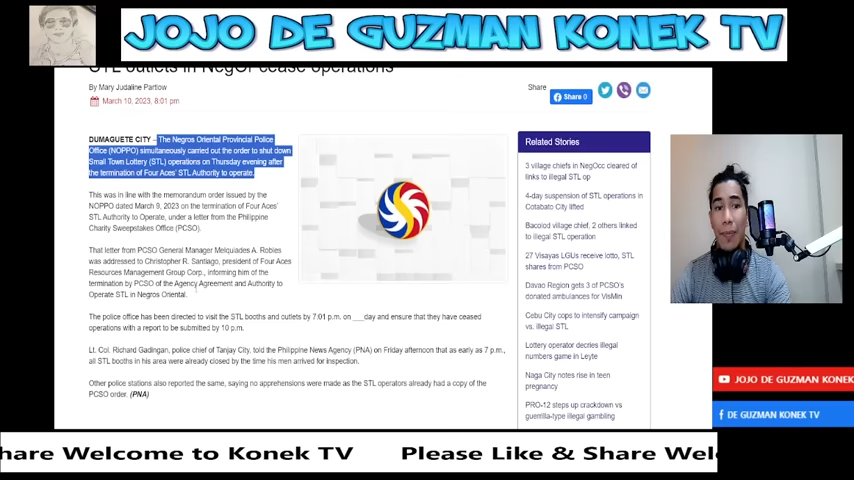 JOJO DE GUZMAN KONEK TV
STL outlets in NegOr cease operations
By Mary Judaline Partlow
March 10, 2023, 8:01 pm
Share
Share 0
DUMAGUETE CITY – The Negros Oriental Provincial Police
Office (NOPPO) simultaneously carried out the order to shut down
Small Town Lottery (STL) operations on Thursday evening after
the termination of Four Aces' STL Authority to operate.
This was in line with the memorandum order issued by the
NOPPO dated March 9, 2023 on the termination of Four Aces'
STL Authority to Operate, under a letter from the Philippine
Charity Sweepstakes Office (PCSO).
That letter from PCSO General Manager Melquiades A. Robles
was addressed to Christopher R. Santiago, president of Four Aces
Resources Management Group Corp., informing him of the
termination by PCSO of the Agency Agreement and Authority to
Operate STL in Negros Oriental.
The police office has been directed to visit the STL booths and outlets by 7:01 p.m. on ___day and ensure that they have ceased
operations with a report to be submitted by 10 p.m.
Lt. Col. Richard Gadingan, police chief of Tanjay City, told the Philippine News Agency (PNA) on Friday afternoon that as early as 7 p.m.,
all STL booths in his area were already closed by the time his men arrived for inspection.
Other police stations also reported the same, saying no apprehensions were made as the STL operators already had a copy of the
PCSO order. (PNA)
Related Stories
3 village chiefs in NegOcc cleared of
links to illegal STL op
4-day suspension of STL operations in
Cotabato City lifted
Bacolod village chief, 2 others linked
to illegal STL operation
27 Visayas LGUs receive lotto, STL
shares from PCSO
Davao Region gets 3 of PCSO's
donated ambulances for VisMin
Cebu City cops to intensify campaign
vs. illegal STL
Lottery operator decries illegal
numbers game in Leyte
Naga City notes rise in teen
pregnancy
PRO-12 steps up crackdown vs
guerrilla-type illegal gambling
JOJO DE GUZMAN KONEK
DE GUZMAN KONEK TV
hare Welcome to Konek TV Please Like & Share Wel